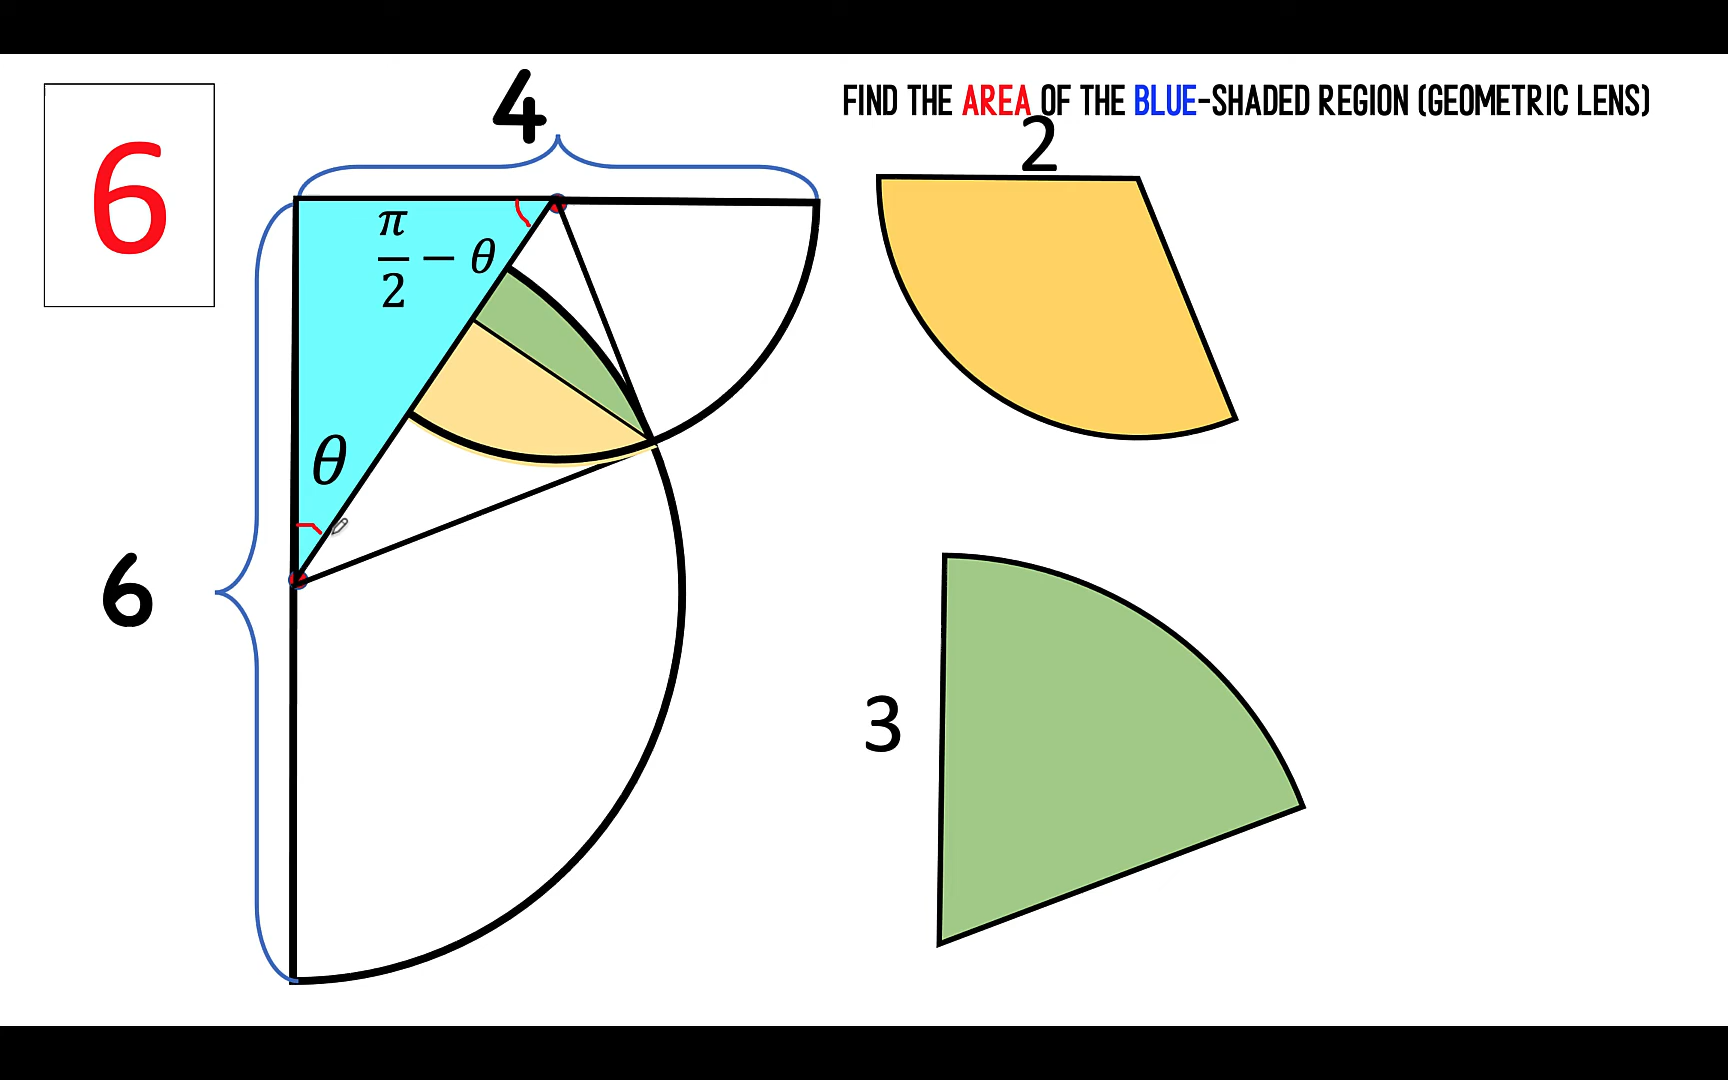 4
FIND THE AREA OF THE BLUE-SHADED REGION (GEOMETRIC LENS)
6
2
π/2 − θ
θ
6
3